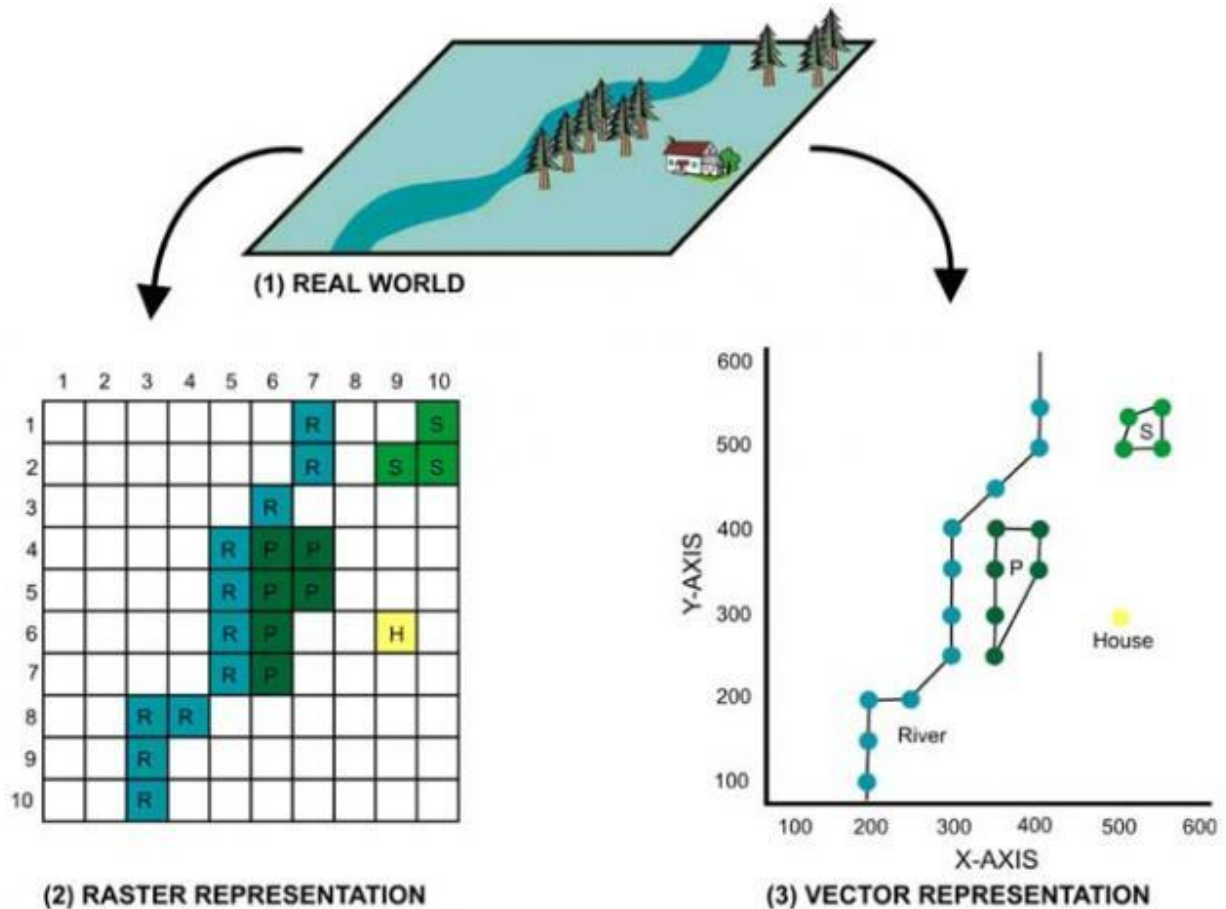 (1) REAL WORLD
1 2 3 4 5 6 7 8 9 10
1 R S
2 R S S
3 R
4 R P P
5 R P P
6 R P H
7 R P
8 R R
9 R
10 R
(2) RASTER REPRESENTATION
600
500
400
300
200
100
Y-AXIS
S
P
House
River
100 200 300 400 500 600
X-AXIS
(3) VECTOR REPRESENTATION